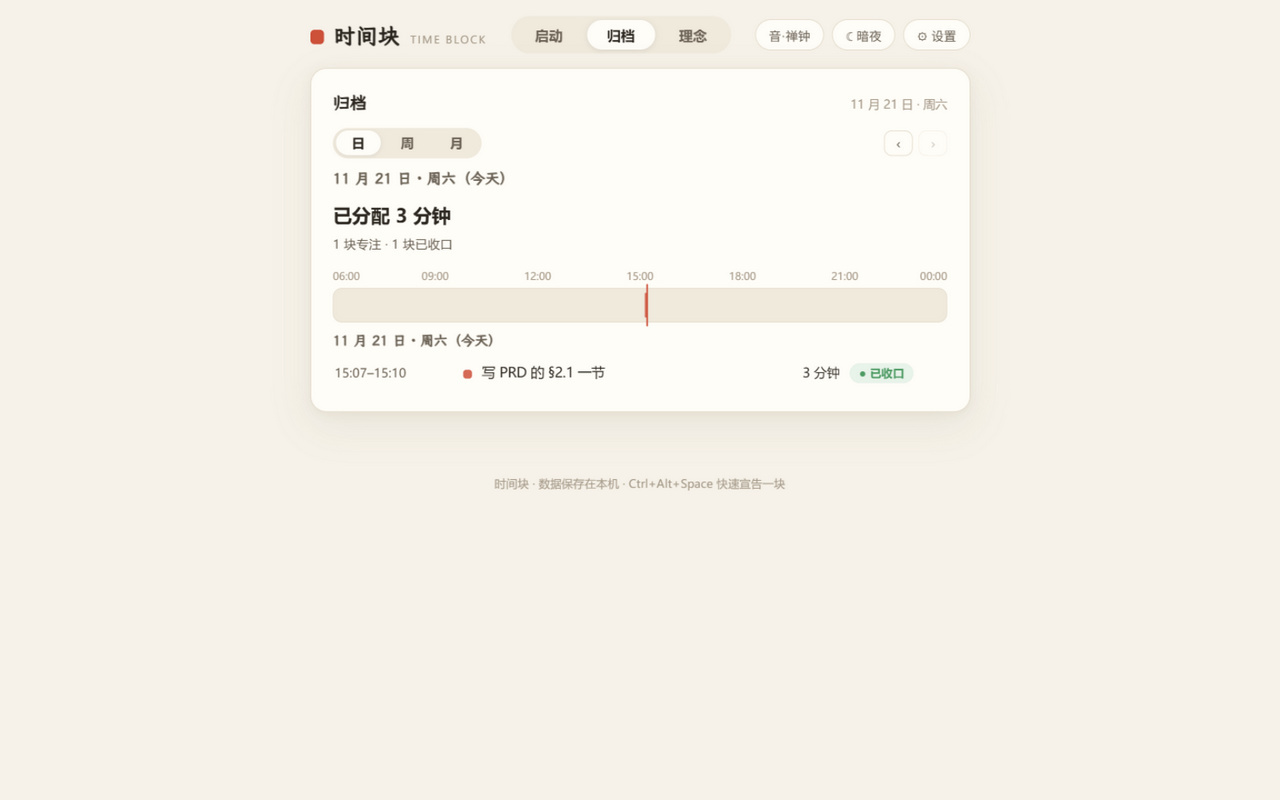 时间块 TIME BLOCK 启动 归档 理念 音·禅钟 ☾暗夜 ⚙ 设置
归档 11 月 21 日 · 周六
日 周 月 ‹ ›
11 月 21 日 · 周六（今天）
已分配 3 分钟
1 块专注 · 1 块已收口
06:00 09:00 12:00 15:00 18:00 21:00 00:00
11 月 21 日 · 周六（今天）
15:07–15:10 写 PRD 的 §2.1 一节 3 分钟 已收口
时间块 · 数据保存在本机 · Ctrl+Alt+Space 快速宣告一块